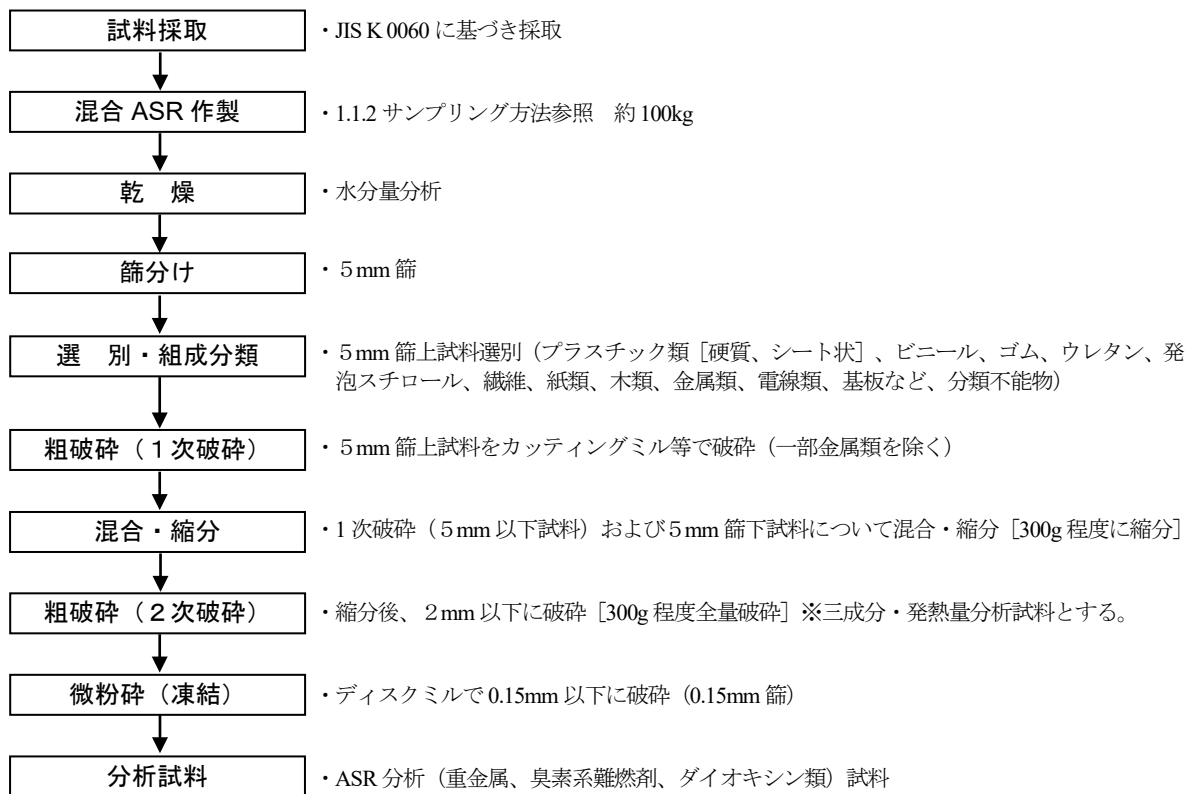 試料採取 ・JIS K 0060 に基づき採取
混合 ASR 作製 ・1.1.2 サンプリング方法参照　約 100kg
乾　燥 ・水分量分析
篩分け ・５mm 篩
選　別・組成分類 ・５mm 篩上試料選別（プラスチック類［硬質、シート状］、ビニール、ゴム、ウレタン、発
泡スチロール、繊維、紙類、木類、金属類、電線類、基板など、分類不能物）
粗破砕（１次破砕） ・５mm 篩上試料をカッティングミル等で破砕（一部金属類を除く）
混合・縮分 ・1 次破砕（５mm 以下試料）および５mm 篩下試料について混合・縮分［300g 程度に縮分］
粗破砕（２次破砕） ・縮分後、２mm 以下に破砕［300g 程度全量破砕］※三成分・発熱量分析試料とする。
微粉砕（凍結） ・ディスクミルで 0.15mm 以下に破砕（0.15mm 篩）
分析試料 ・ASR 分析（重金属、臭素系難燃剤、ダイオキシン類）試料